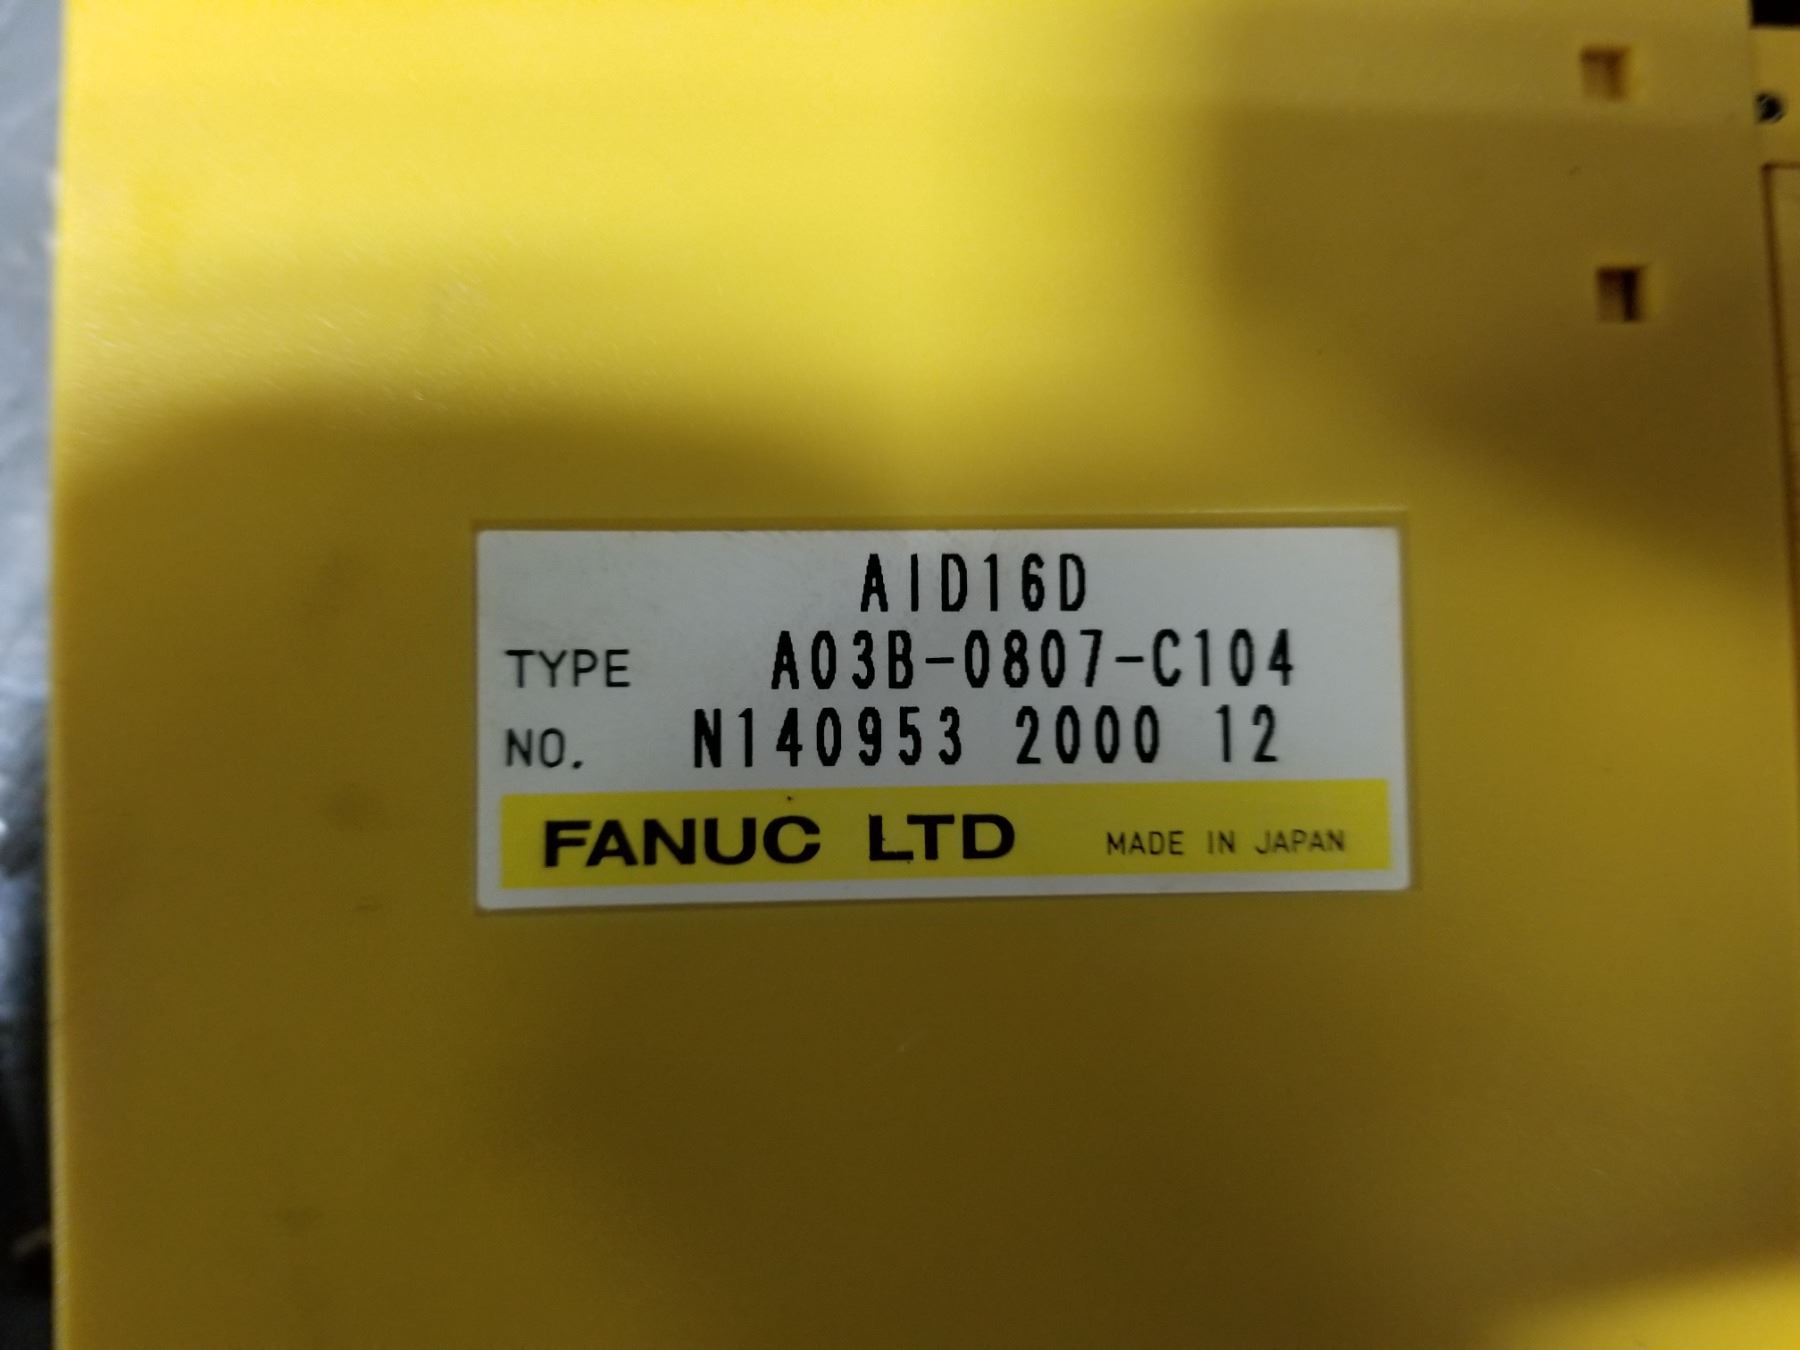 AID16D
TYPE A03B-0807-C104
NO. N140953 2000 12
FANUC LTD MADE IN JAPAN